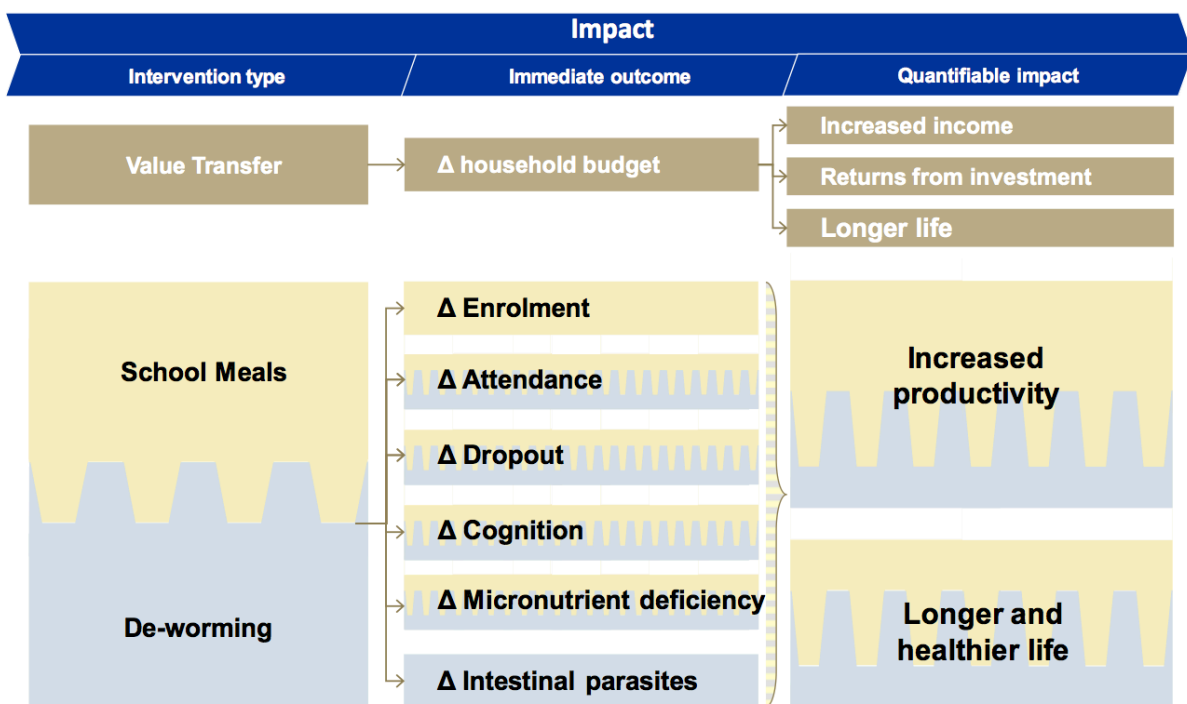 Impact
Intervention type
Immediate outcome
Quantifiable impact
Value Transfer
Δ household budget
Increased income
Returns from investment
Longer life
School Meals
De-worming
Δ Enrolment
Δ Attendance
Δ Dropout
Δ Cognition
Δ Micronutrient deficiency
Δ Intestinal parasites
Increased
productivity
Longer and
healthier life